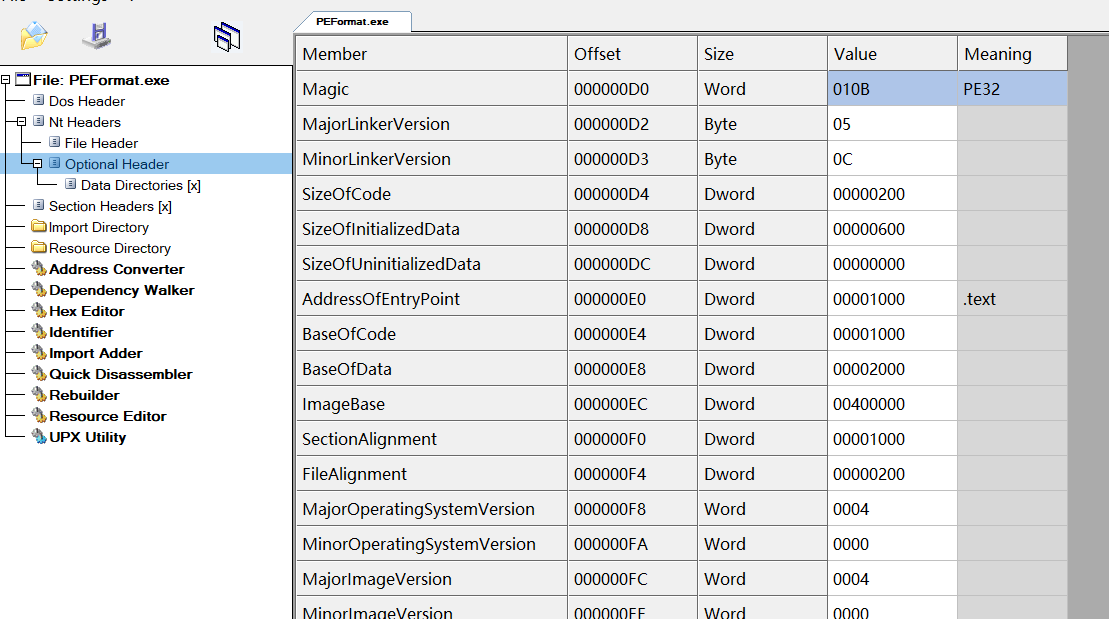 PEFormat.exe
File: PEFormat.exe
Dos Header
Nt Headers
File Header
Optional Header
Data Directories [x]
Section Headers [x]
Import Directory
Resource Directory
Address Converter
Dependency Walker
Hex Editor
Identifier
Import Adder
Quick Disassembler
Rebuilder
Resource Editor
UPX Utility
Member Offset Size Value Meaning
Magic 000000D0 Word 010B PE32
MajorLinkerVersion 000000D2 Byte 05
MinorLinkerVersion 000000D3 Byte 0C
SizeOfCode 000000D4 Dword 00000200
SizeOfInitializedData 000000D8 Dword 00000600
SizeOfUninitializedData 000000DC Dword 00000000
AddressOfEntryPoint 000000E0 Dword 00001000 .text
BaseOfCode 000000E4 Dword 00001000
BaseOfData 000000E8 Dword 00002000
ImageBase 000000EC Dword 00400000
SectionAlignment 000000F0 Dword 00001000
FileAlignment 000000F4 Dword 00000200
MajorOperatingSystemVersion 000000F8 Word 0004
MinorOperatingSystemVersion 000000FA Word 0000
MajorImageVersion 000000FC Word 0004
MinorImageVersion 000000FE Word 0000